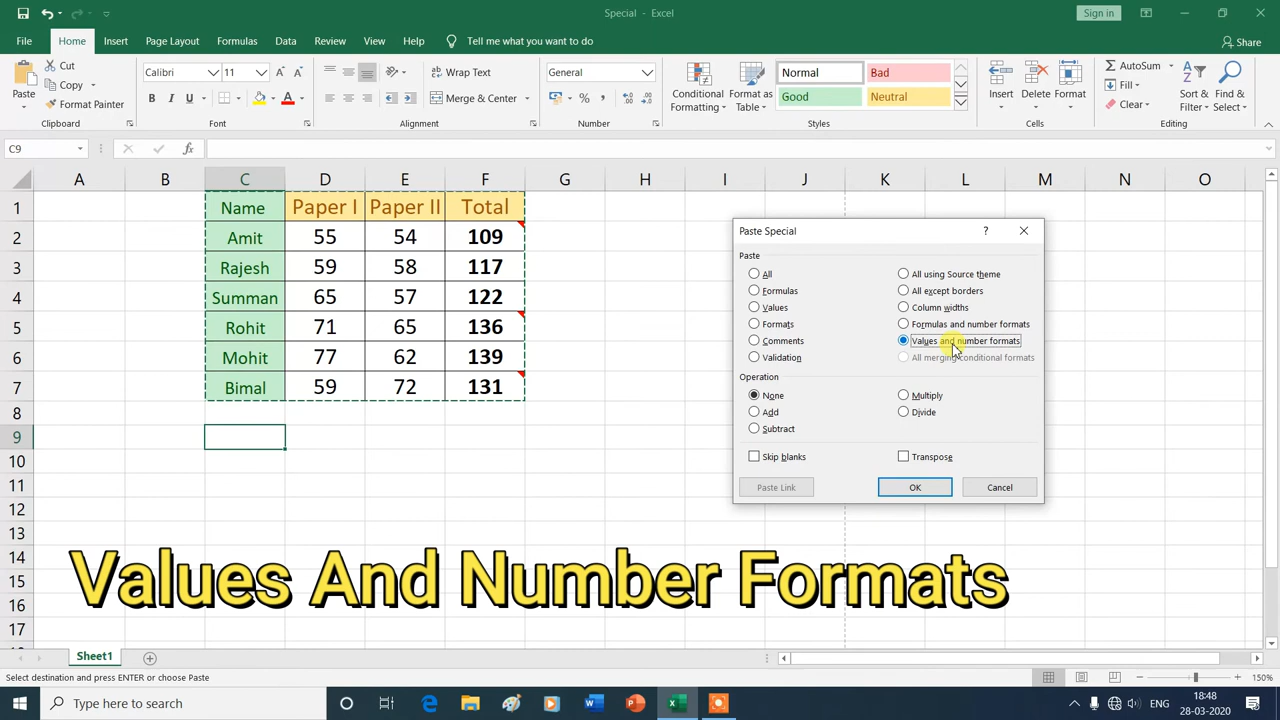 Special - Excel
Sign in
File Home Insert Page Layout Formulas Data Review View Help Tell me what you want to do Share
Paste
Cut
Copy
Format Painter
Clipboard
Calibri 11
B I U A
Font
Wrap Text
Merge & Center
Alignment
General
%
Number
Conditional Formatting
Format as Table
Normal Bad
Good Neutral
Styles
Insert Delete Format
Cells
AutoSum
Fill
Clear
Sort & Filter
Find & Select
Editing
C9 fx
A B C D E F G H I J K L M N O
1 Name Paper I Paper II Total
2 Amit 55 54 109
3 Rajesh 59 58 117
4 Summan 65 57 122
5 Rohit 71 65 136
6 Mohit 77 62 139
7 Bimal 59 72 131
8
9
10
11
12
13
14
15
16
17
Paste Special ?
Paste
All All using Source theme
Formulas All except borders
Values Column widths
Formats Formulas and number formats
Comments Values and number formats
Validation All merging conditional formats
Operation
None Multiply
Add Divide
Subtract
Skip blanks Transpose
Paste Link OK Cancel
Values And Number Formats
Sheet1
Select destination and press ENTER or choose Paste
150%
Type here to search
ENG
18:48
28-03-2020